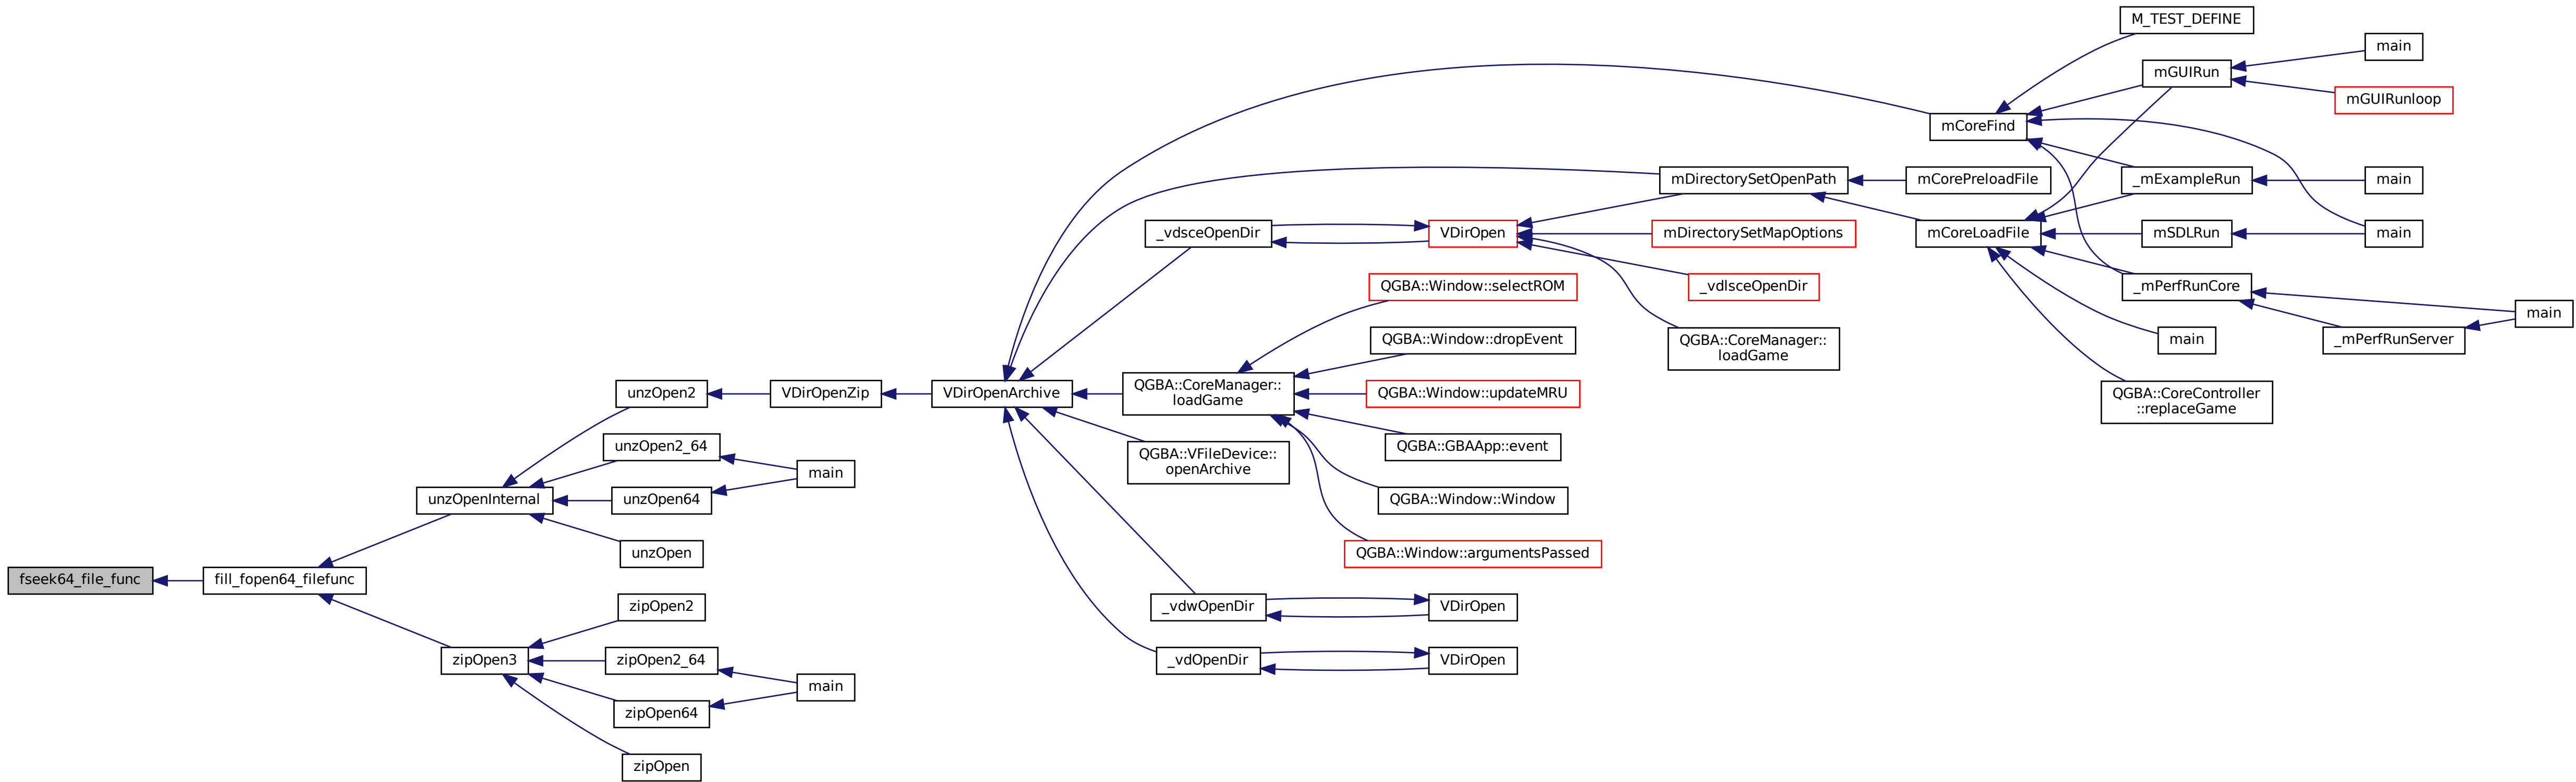 fseek64_file_func
fill_fopen64_filefunc
unzOpenInternal
zipOpen3
unzOpen2
unzOpen2_64
unzOpen64
unzOpen
zipOpen2
zipOpen2_64
zipOpen64
zipOpen
VDirOpenZip
main
main
VDirOpenArchive
_vdsceOpenDir
QGBA::CoreManager::
loadGame
QGBA::VFileDevice::
openArchive
_vdwOpenDir
_vdOpenDir
VDirOpen
QGBA::Window::selectROM
QGBA::Window::dropEvent
QGBA::Window::updateMRU
QGBA::GBAApp::event
QGBA::Window::Window
QGBA::Window::argumentsPassed
VDirOpen
VDirOpen
mDirectorySetOpenPath
mDirectorySetMapOptions
_vdlsceOpenDir
QGBA::CoreManager::
loadGame
mCoreFind
mCorePreloadFile
mCoreLoadFile
M_TEST_DEFINE
mGUIRun
_mExampleRun
mSDLRun
_mPerfRunCore
main
QGBA::CoreController
::replaceGame
main
mGUIRunloop
main
main
_mPerfRunServer
main